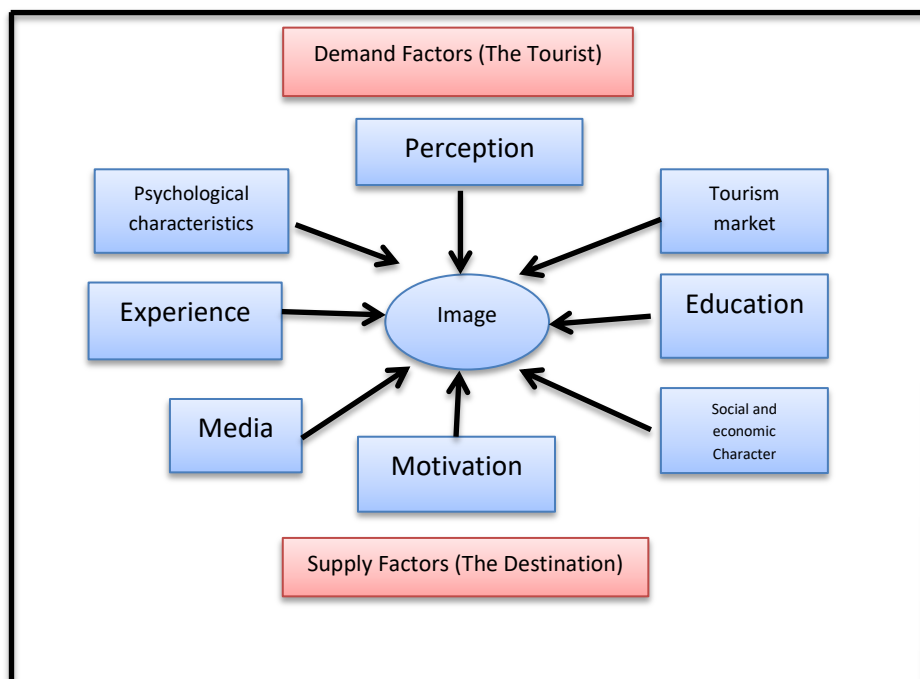 Demand Factors (The Tourist)
Perception
Psychological
characteristics
Tourism
market
Experience
Image
Education
Media
Motivation
Social and
economic
Character
Supply Factors (The Destination)